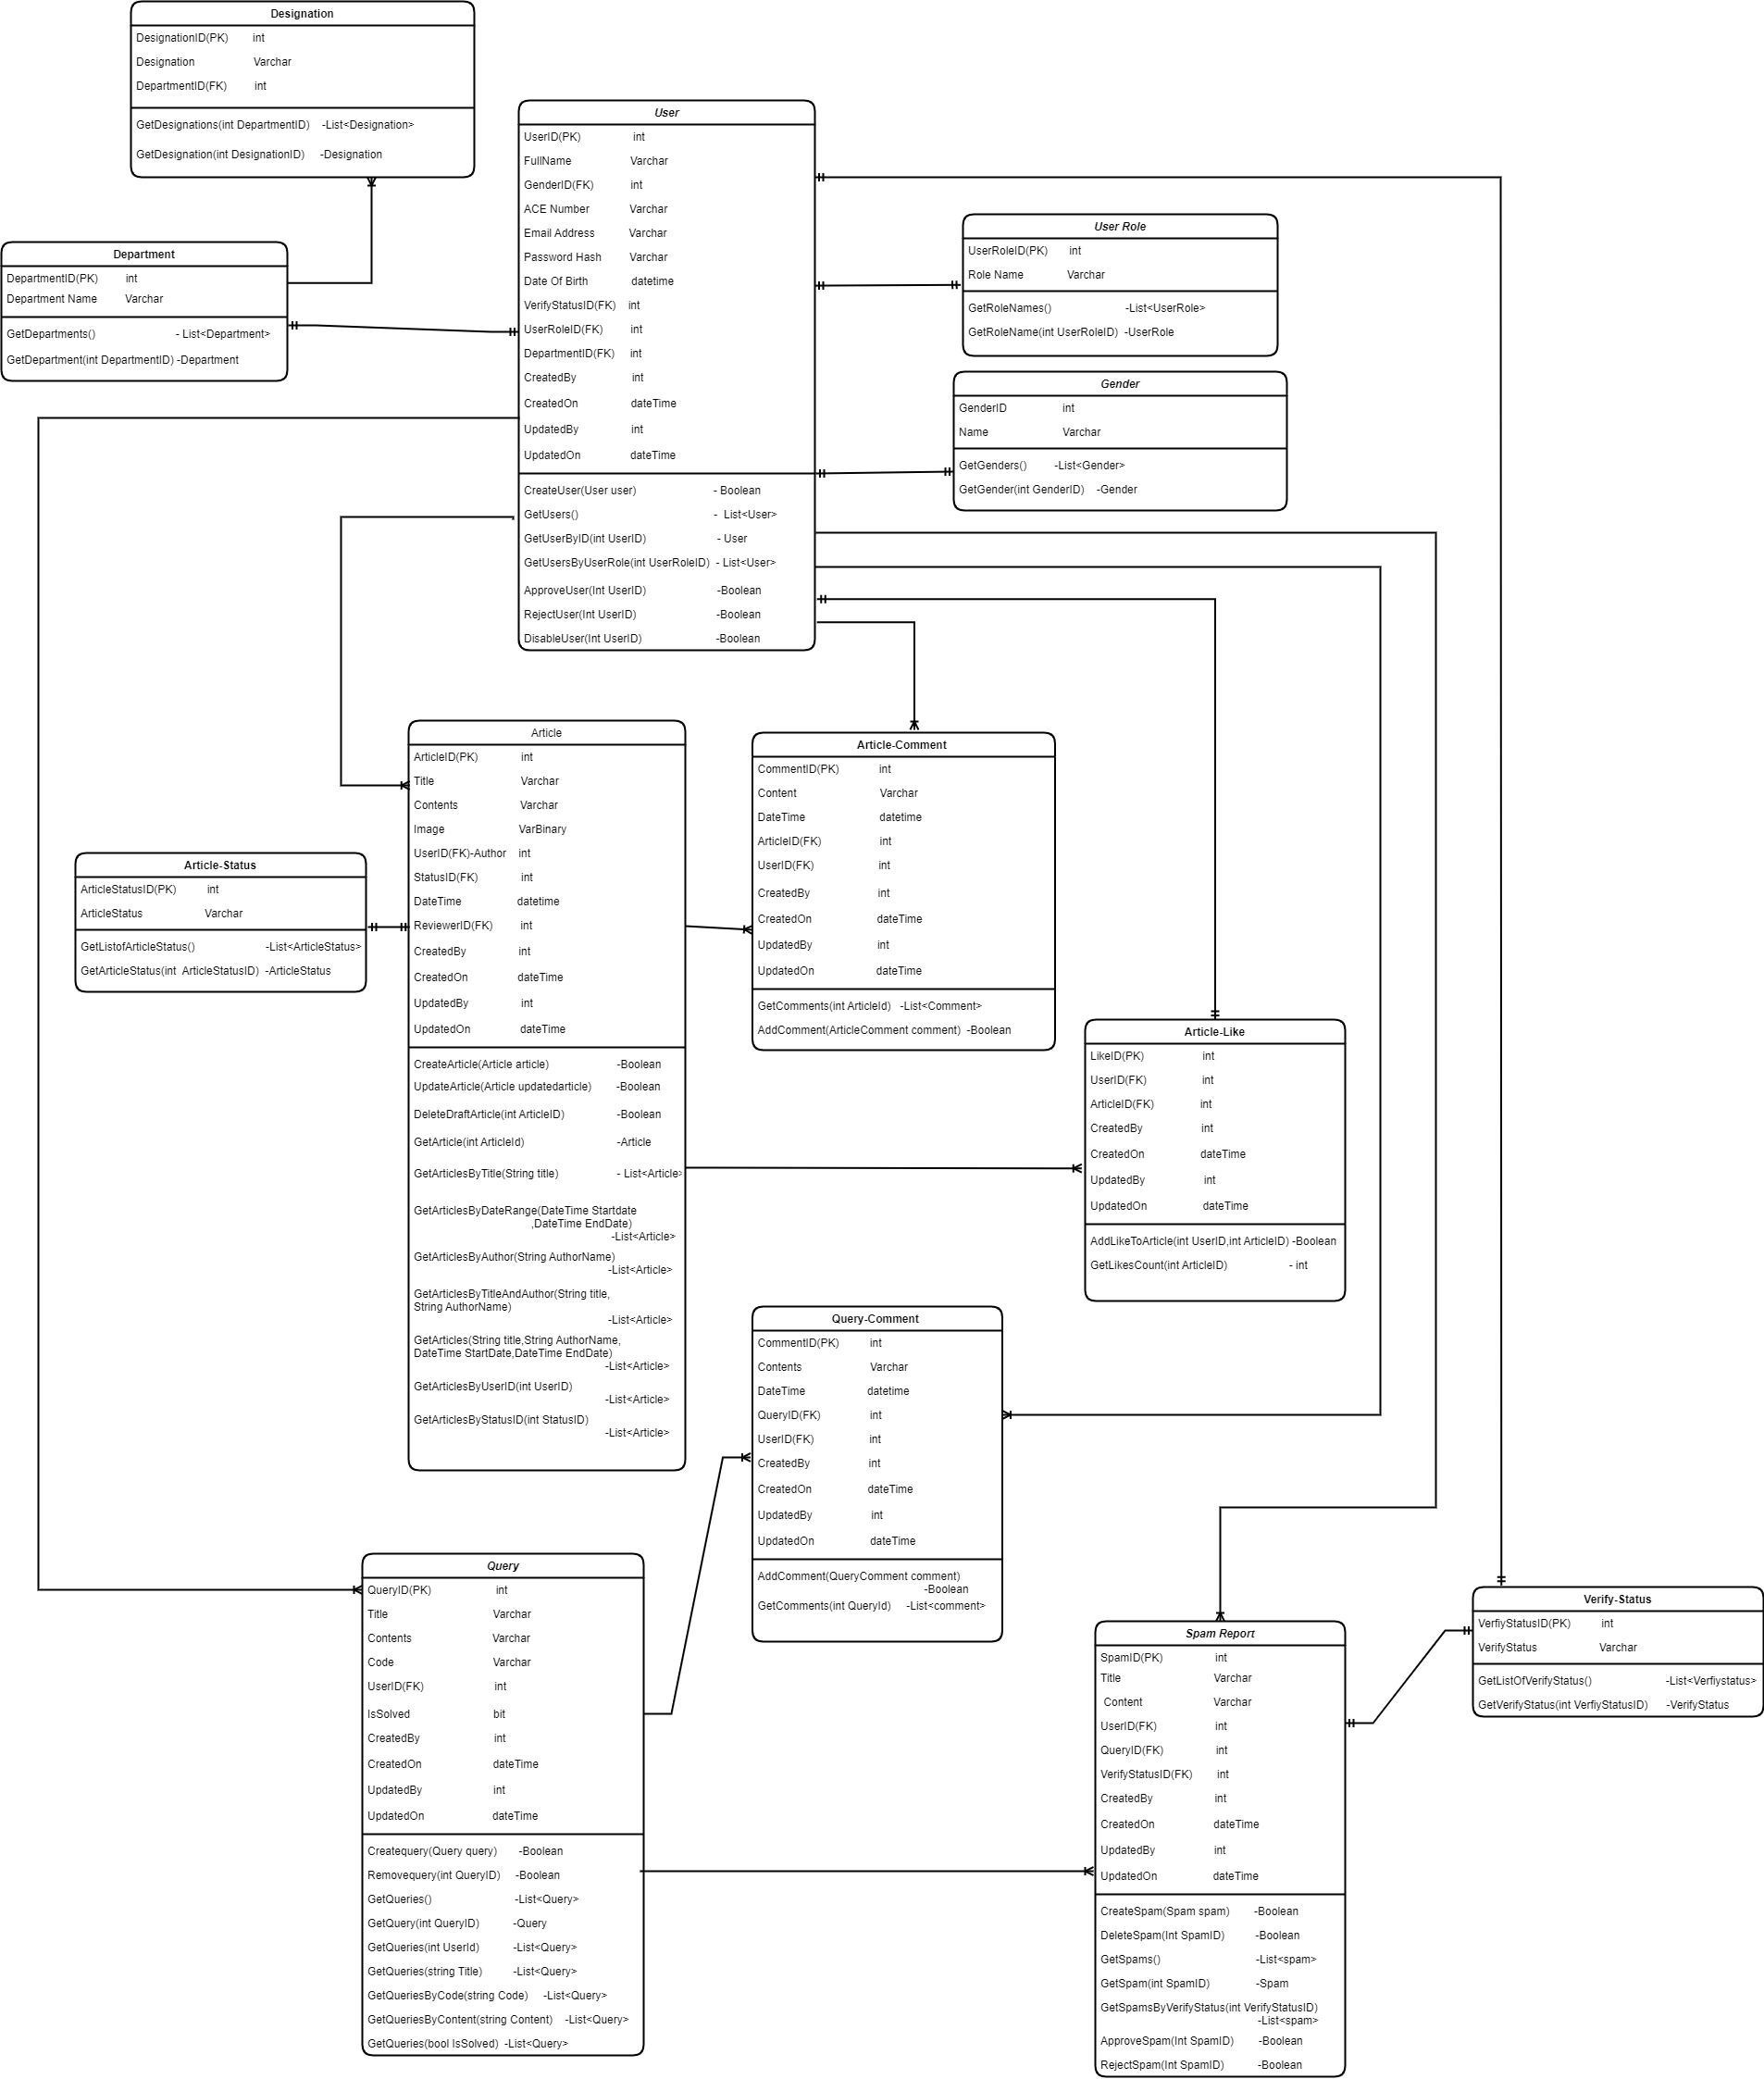 Designation
DesignationID(PK) int
Designation Varchar
DepartmentID(FK) int
GetDesignations(int DepartmentID) -List<Designation>
GetDesignation(int DesignationID) -Designation
Department
DepartmentID(PK) int
Department Name Varchar
GetDepartments() - List<Department>
GetDepartment(int DepartmentID) -Department
User
UserID(PK) int
FullName Varchar
GenderID(FK) int
ACE Number Varchar
Email Address Varchar
Password Hash Varchar
Date Of Birth datetime
VerifyStatusID(FK) int
UserRoleID(FK) int
DepartmentID(FK) int
CreatedBy int
CreatedOn dateTime
UpdatedBy int
UpdatedOn dateTime
CreateUser(User user) - Boolean
GetUsers() - List<User>
GetUserByID(int UserID) - User
GetUsersByUserRole(int UserRoleID) - List<User>
ApproveUser(Int UserID) -Boolean
RejectUser(Int UserID) -Boolean
DisableUser(Int UserID) -Boolean
User Role
UserRoleID(PK) int
Role Name Varchar
GetRoleNames() -List<UserRole>
GetRoleName(int UserRoleID) -UserRole
Gender
GenderID int
Name Varchar
GetGenders() -List<Gender>
GetGender(int GenderID) -Gender
Article
ArticleID(PK) int
Title Varchar
Contents Varchar
Image VarBinary
UserID(FK)-Author int
StatusID(FK) int
DateTime datetime
ReviewerID(FK) int
CreatedBy int
CreatedOn dateTime
UpdatedBy int
UpdatedOn dateTime
CreateArticle(Article article) -Boolean
UpdateArticle(Article updatedarticle) -Boolean
DeleteDraftArticle(int ArticleID) -Boolean
GetArticle(int ArticleId) -Article
GetArticlesByTitle(String title) - List<Article>
GetArticlesByDateRange(DateTime Startdate
,DateTime EndDate)
-List<Article>
GetArticlesByAuthor(String AuthorName)
-List<Article>
GetArticlesByTitleAndAuthor(String title,
String AuthorName)
-List<Article>
GetArticles(String title,String AuthorName,
DateTime StartDate,DateTime EndDate)
-List<Article>
GetArticlesByUserID(int UserID)
-List<Article>
GetArticlesByStatusID(int StatusID)
-List<Article>
Article-Status
ArticleStatusID(PK) int
ArticleStatus Varchar
GetListofArticleStatus() -List<ArticleStatus>
GetArticleStatus(int ArticleStatusID) -ArticleStatus
Article-Comment
CommentID(PK) int
Content Varchar
DateTime datetime
ArticleID(FK) int
UserID(FK) int
CreatedBy int
CreatedOn dateTime
UpdatedBy int
UpdatedOn dateTime
GetComments(int ArticleId) -List<Comment>
AddComment(ArticleComment comment) -Boolean
Article-Like
LikeID(PK) int
UserID(FK) int
ArticleID(FK) int
CreatedBy int
CreatedOn dateTime
UpdatedBy int
UpdatedOn dateTime
AddLikeToArticle(int UserID,int ArticleID) -Boolean
GetLikesCount(int ArticleID) - int
Query-Comment
CommentID(PK) int
Contents Varchar
DateTime datetime
QueryID(FK) int
UserID(FK) int
CreatedBy int
CreatedOn dateTime
UpdatedBy int
UpdatedOn dateTime
AddComment(QueryComment comment)
-Boolean
GetComments(int QueryId) -List<comment>
Query
QueryID(PK) int
Title Varchar
Contents Varchar
Code Varchar
UserID(FK) int
IsSolved bit
CreatedBy int
CreatedOn dateTime
UpdatedBy int
UpdatedOn dateTime
Createquery(Query query) -Boolean
Removequery(int QueryID) -Boolean
GetQueries() -List<Query>
GetQuery(int QueryID) -Query
GetQueries(int UserId) -List<Query>
GetQueries(string Title) -List<Query>
GetQueriesByCode(string Code) -List<Query>
GetQueriesByContent(string Content) -List<Query>
GetQueries(bool IsSolved) -List<Query>
Spam Report
SpamID(PK) int
Title Varchar
Content Varchar
UserID(FK) int
QueryID(FK) int
VerifyStatusID(FK) int
CreatedBy int
CreatedOn dateTime
UpdatedBy int
UpdatedOn dateTime
CreateSpam(Spam spam) -Boolean
DeleteSpam(Int SpamID) -Boolean
GetSpams() -List<spam>
GetSpam(int SpamID) -Spam
GetSpamsByVerifyStatus(int VerifyStatusID)
-List<spam>
ApproveSpam(Int SpamID) -Boolean
RejectSpam(Int SpamID) -Boolean
Verify-Status
VerfiyStatusID(PK) int
VerifyStatus Varchar
GetListOfVerifyStatus() -List<Verfiystatus>
GetVerifyStatus(int VerfiyStatusID) -VerifyStatus